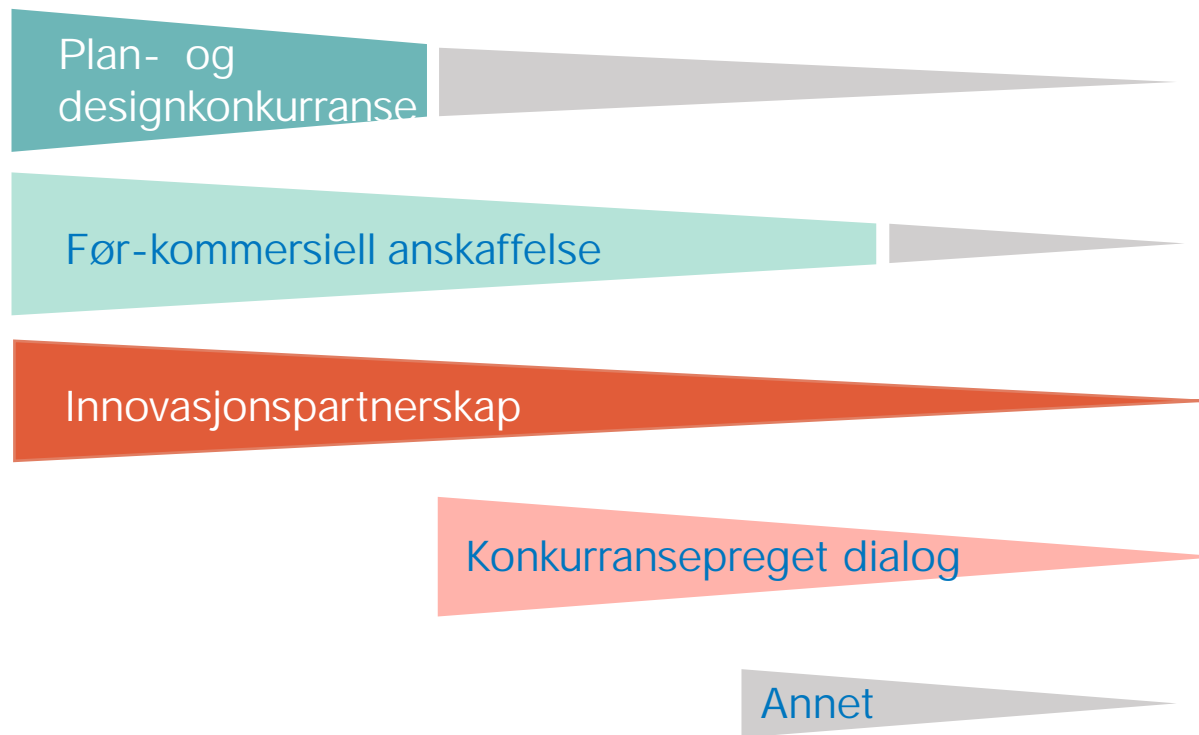 Plan- og
designkonkurranse
Før-kommersiell anskaffelse
Innovasjonspartnerskap
Konkurransepreget dialog
Annet